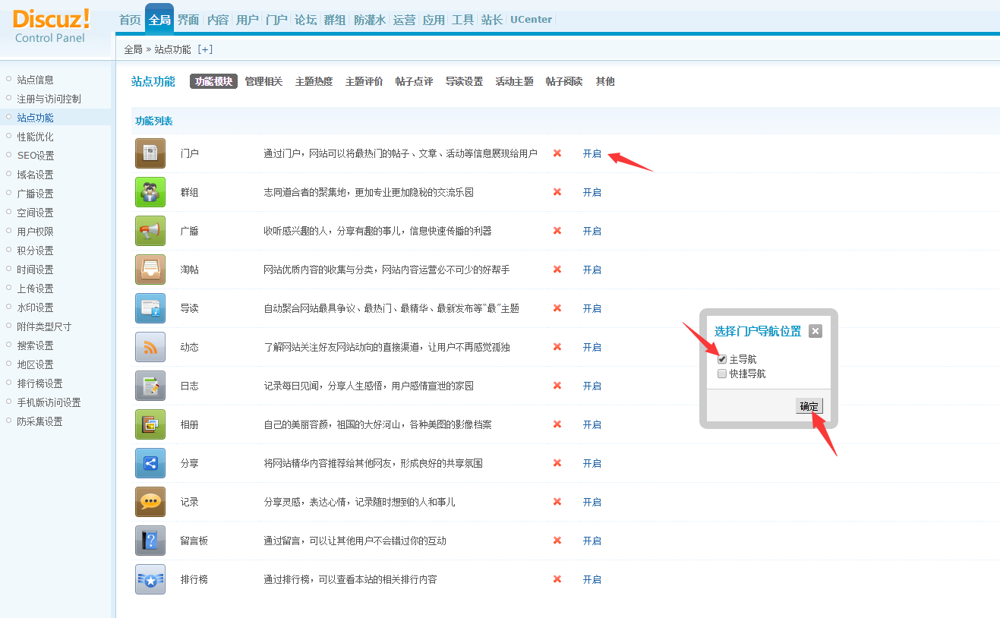 Discuz!
Control Panel
首页 全局 界面 内容 用户 门户 论坛 群组 防灌水 运营 应用 工具 站长 UCenter
全局 » 站点功能 [+]
站点信息
注册与访问控制
站点功能
性能优化
SEO设置
域名设置
广播设置
空间设置
用户权限
积分设置
时间设置
上传设置
水印设置
附件类型尺寸
搜索设置
地区设置
排行榜设置
手机版访问设置
防采集设置
站点功能 功能模块 管理相关 主题热度 主题评价 帖子点评 导读设置 活动主题 帖子阅读 其他
功能列表
门户 通过门户，网站可以将最热门的帖子、文章、活动等信息展现给用户 开启
群组 志同道合者的聚集地，更加专业更加隐秘的交流乐园 开启
广播 收听感兴趣的人，分享有趣的事儿，信息快速传播的利器 开启
淘帖 网站优质内容的收集与分类，网站内容运营必不可少的好帮手 开启
导读 自动聚合网站最具争议、最热门、最精华、最新发布等“最”主题 开启
动态 了解网站关注好友网站动向的直接渠道，让用户不再感觉孤独 开启
日志 记录每日见闻，分享人生感悟，用户感情宣泄的家园 开启
相册 自己的美丽容颜，祖国的大好河山，各种美图的影像档案 开启
分享 将网站精华内容推荐给其他网友，形成良好的共享氛围 开启
记录 分享灵感，表达心情，记录随时想到的人和事儿 开启
留言板 通过留言，可以让其他用户不会错过你的互动 开启
排行榜 通过排行榜，可以查看本站的相关排行内容 开启
选择门户导航位置
主导航
快捷导航
确定